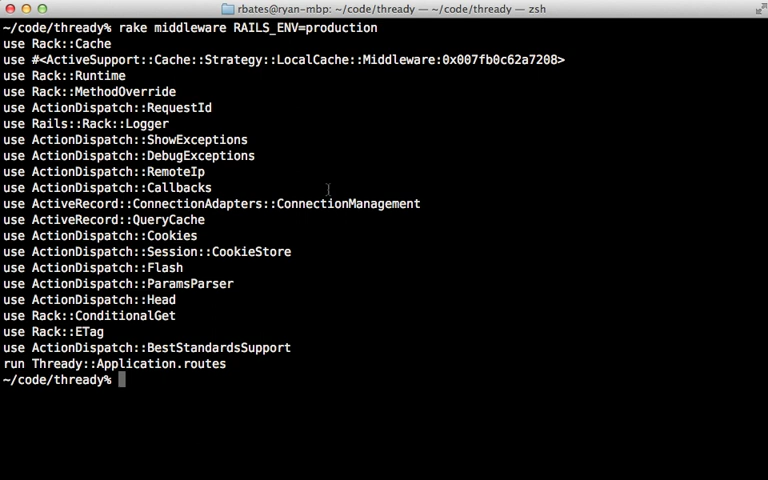 rbates@ryan-mbp: ~/code/thready — ~/code/thready — zsh
~/code/thready% rake middleware RAILS_ENV=production
use Rack::Cache
use #<ActiveSupport::Cache::Strategy::LocalCache::Middleware:0x007fb0c62a7208>
use Rack::Runtime
use Rack::MethodOverride
use ActionDispatch::RequestId
use Rails::Rack::Logger
use ActionDispatch::ShowExceptions
use ActionDispatch::DebugExceptions
use ActionDispatch::RemoteIp
use ActionDispatch::Callbacks
use ActiveRecord::ConnectionAdapters::ConnectionManagement
use ActiveRecord::QueryCache
use ActionDispatch::Cookies
use ActionDispatch::Session::CookieStore
use ActionDispatch::Flash
use ActionDispatch::ParamsParser
use ActionDispatch::Head
use Rack::ConditionalGet
use Rack::ETag
use ActionDispatch::BestStandardsSupport
run Thready::Application.routes
~/code/thready%